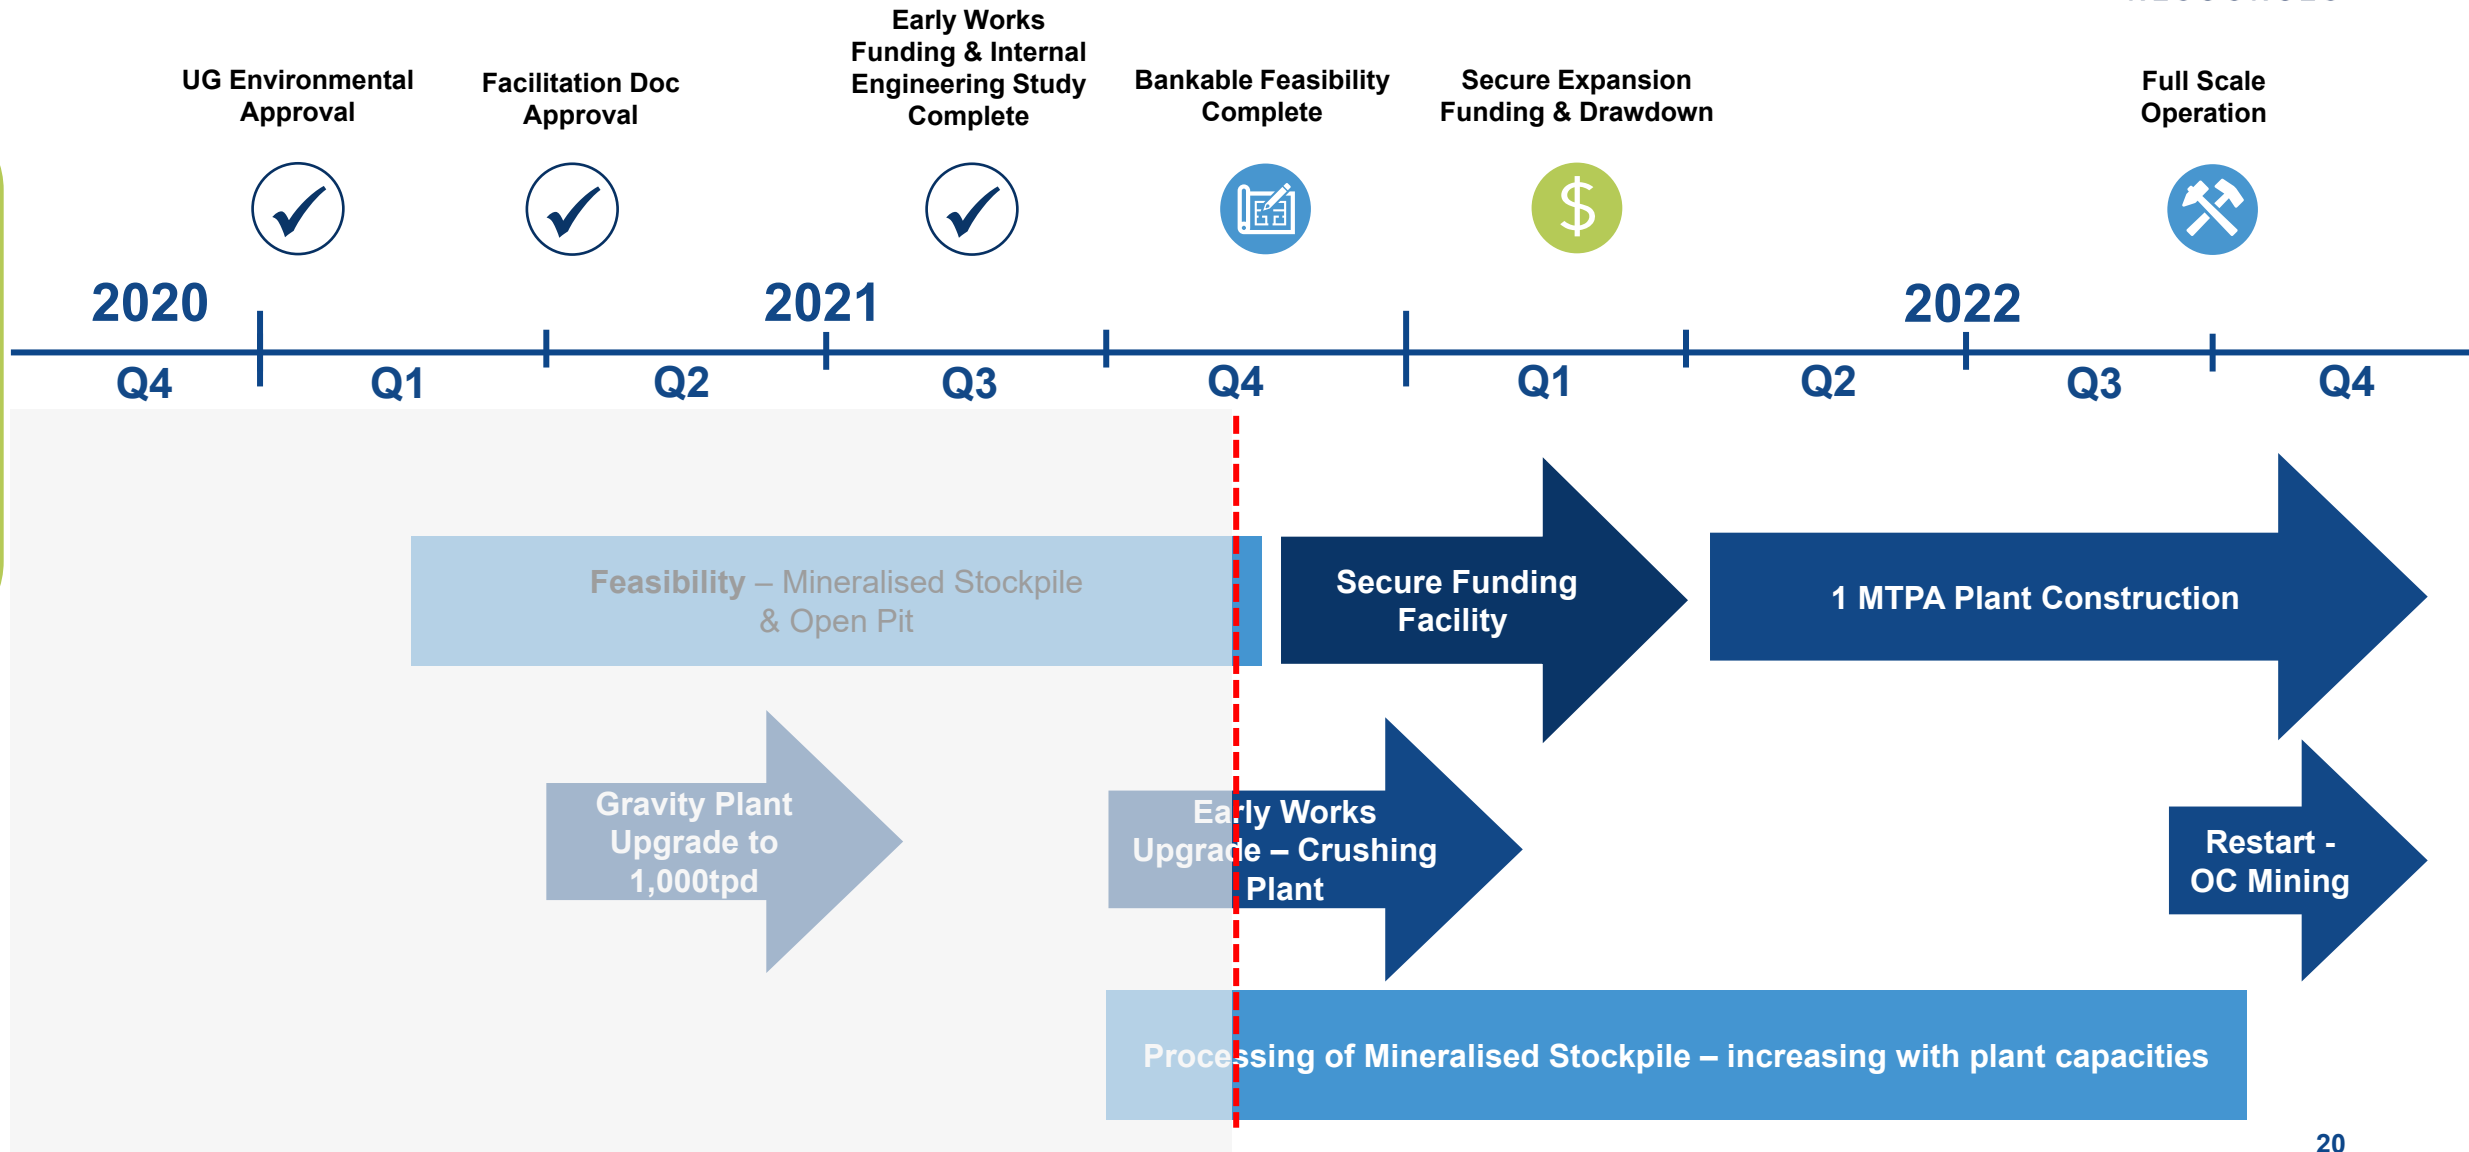 Early Works
Funding & Internal
Engineering Study
Complete
UG Environmental
Approval
Facilitation Doc
Approval
Bankable Feasibility
Complete
Secure Expansion
Funding & Drawdown
Full Scale
Operation
$
2020
2021
2022
Q4
Q1
Q2
Q3
Q4
Q1
Q2
Q3
Q4
Feasibility – Mineralised Stockpile
& Open Pit
Secure Funding
Facility
1 MTPA Plant Construction
Gravity Plant
Upgrade to
1,000tpd
Early Works
Upgrade – Crushing
Plant
Restart -
OC Mining
Processing of Mineralised Stockpile – increasing with plant capacities
20